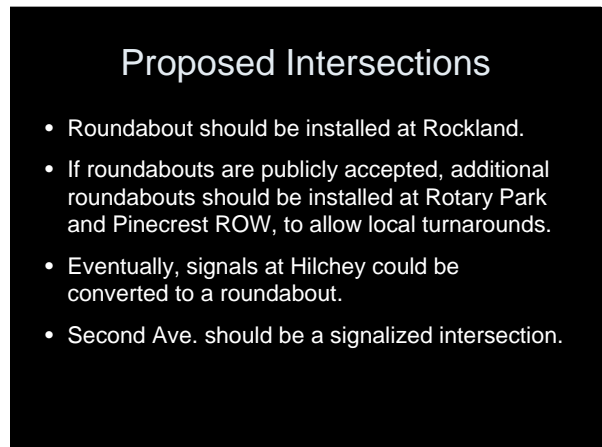 Proposed Intersections
• Roundabout should be installed at Rockland.
• If roundabouts are publicly accepted, additional
roundabouts should be installed at Rotary Park
and Pinecrest ROW, to allow local turnarounds.
• Eventually, signals at Hilchey could be
converted to a roundabout.
• Second Ave. should be a signalized intersection.